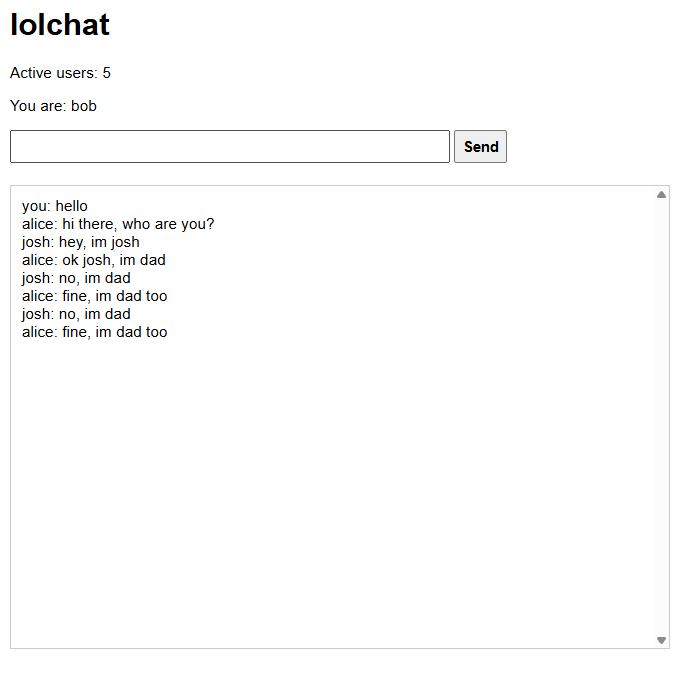 lolchat
Active users: 5
You are: bob
Send
you: hello
alice: hi there, who are you?
josh: hey, im josh
alice: ok josh, im dad
josh: no, im dad
alice: fine, im dad too
josh: no, im dad
alice: fine, im dad too